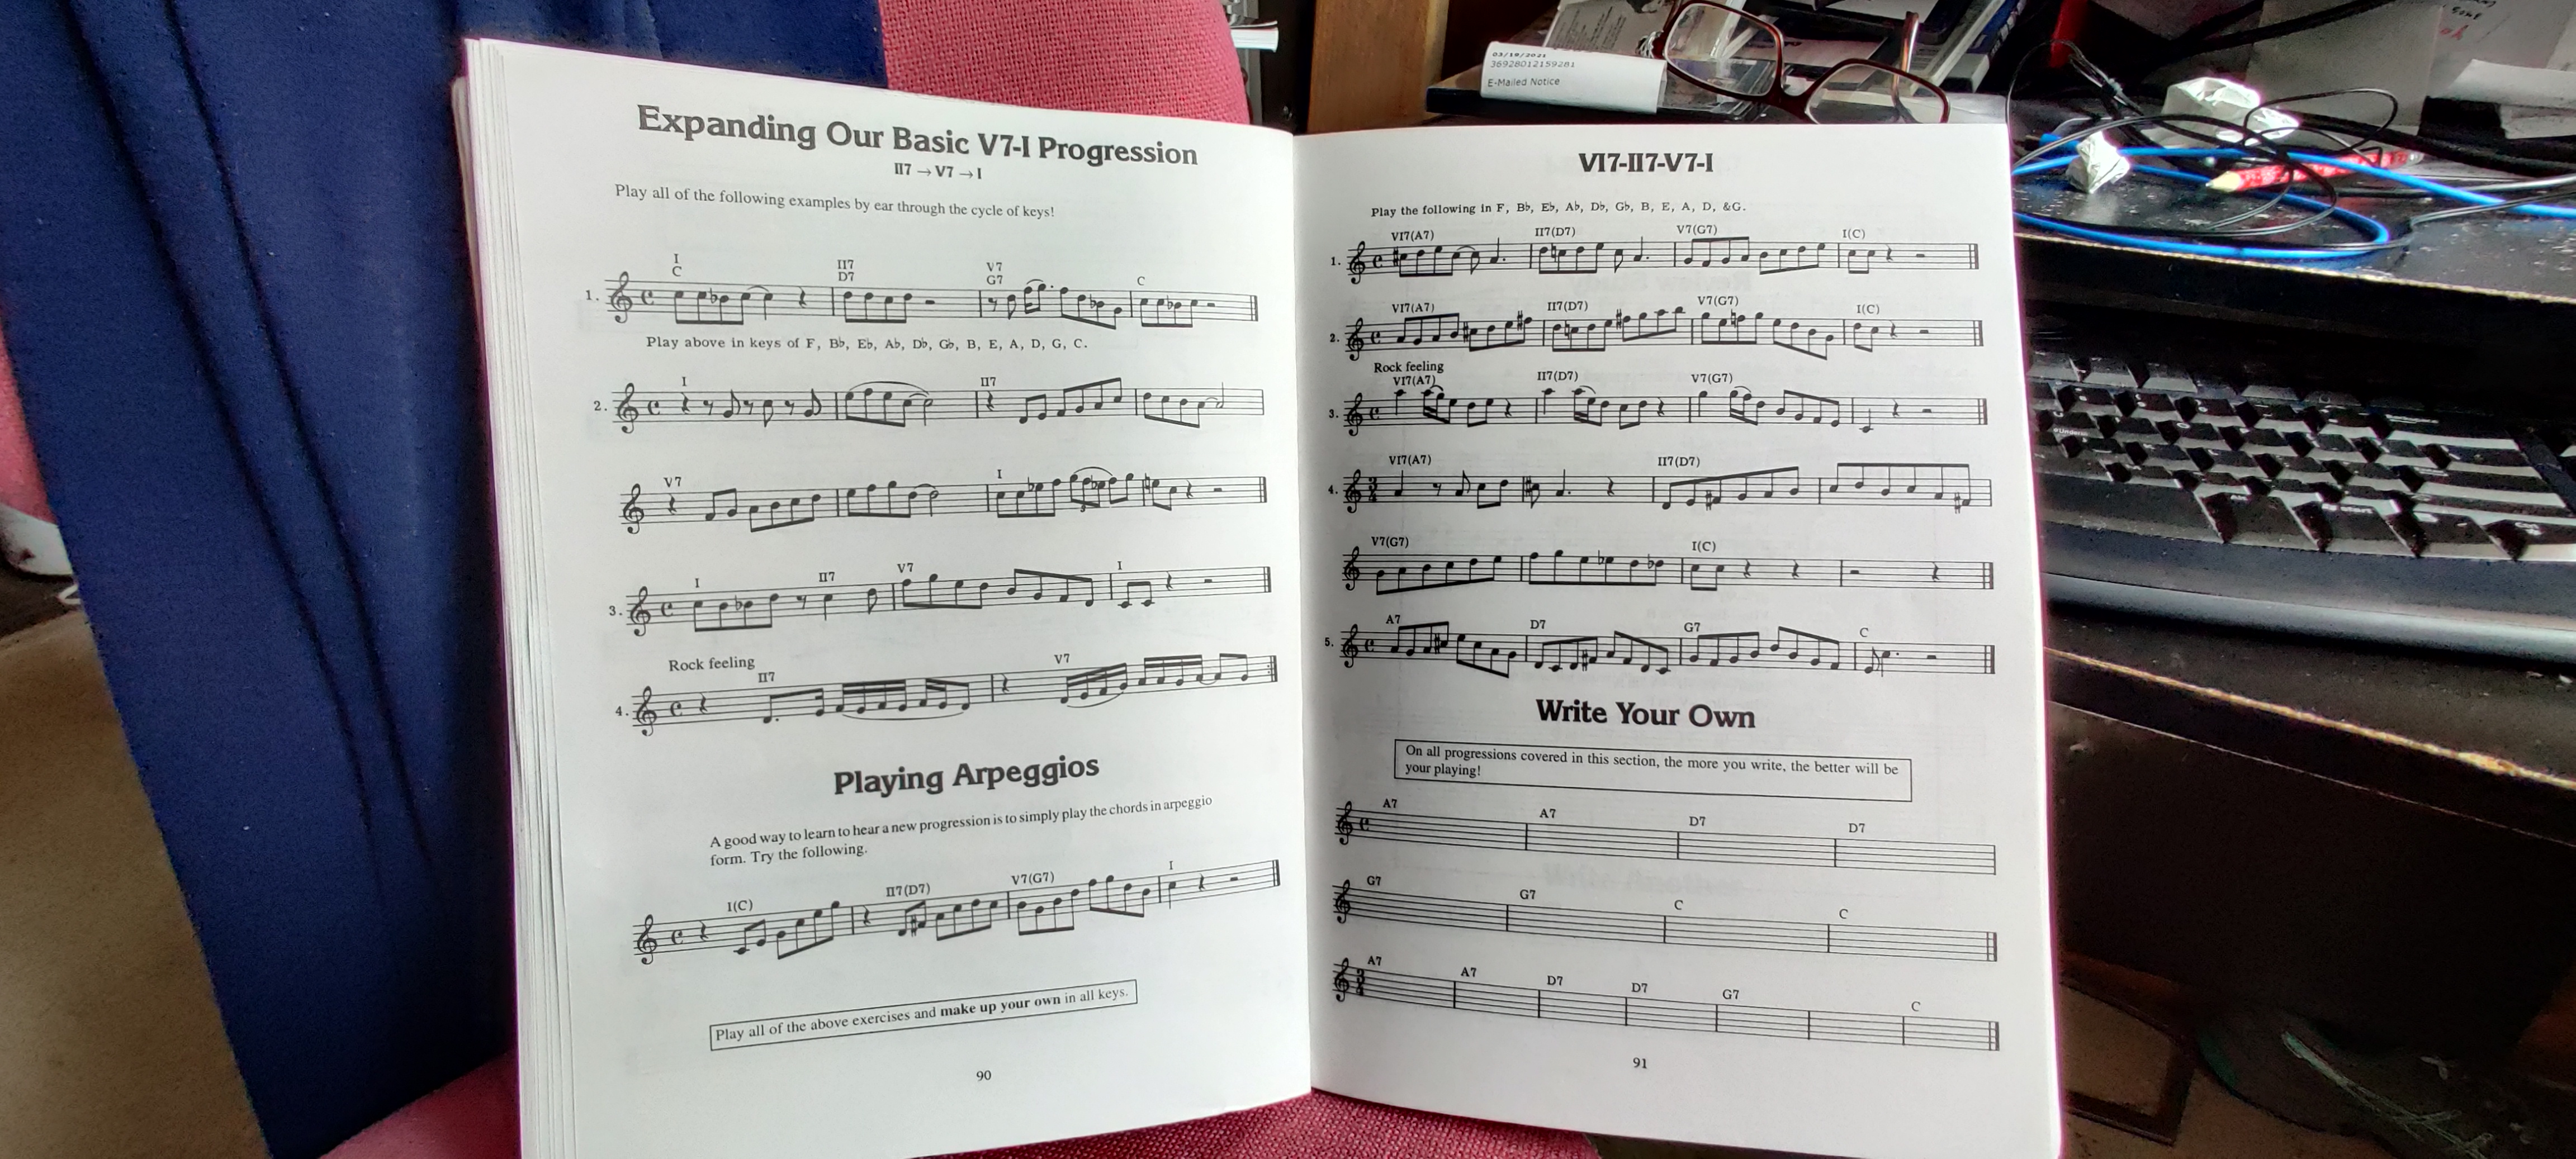 03/19/2021
36928012159281
E-Mailed Notice
Expanding Our Basic V7-I Progression
II7 → V7 → I
Play all of the following examples by ear through the cycle of keys!
I II7 V7
C D7 G7 C
1.
Play above in keys of F, B♭, E♭, A♭, D♭, G♭, B, E, A, D, G, C.
I II7
2.
V7 I
I II7 V7 I
3.
Rock feeling
II7 V7
4.
Playing Arpeggios
A good way to learn to hear a new progression is to simply play the chords in arpeggio
form. Try the following.
I(C) II7(D7) V7(G7) I
Play all of the above exercises and make up your own in all keys.
90
VI7-II7-V7-I
Play the following in F, B♭, E♭, A♭, D♭, G♭, B, E, A, D, &G.
VI7(A7) II7(D7) V7(G7) I(C)
1.
VI7(A7) II7(D7) V7(G7) I(C)
2.
Rock feeling
VI7(A7) II7(D7) V7(G7)
3.
VI7(A7) II7(D7)
4. 3 4
V7(G7) I(C)
A7 D7 G7 C
5.
Write Your Own
On all progressions covered in this section, the more you write, the better will be
your playing!
A7 A7 D7 D7
G7 G7 C C
A7 A7 D7 D7 G7 C
3 4
91